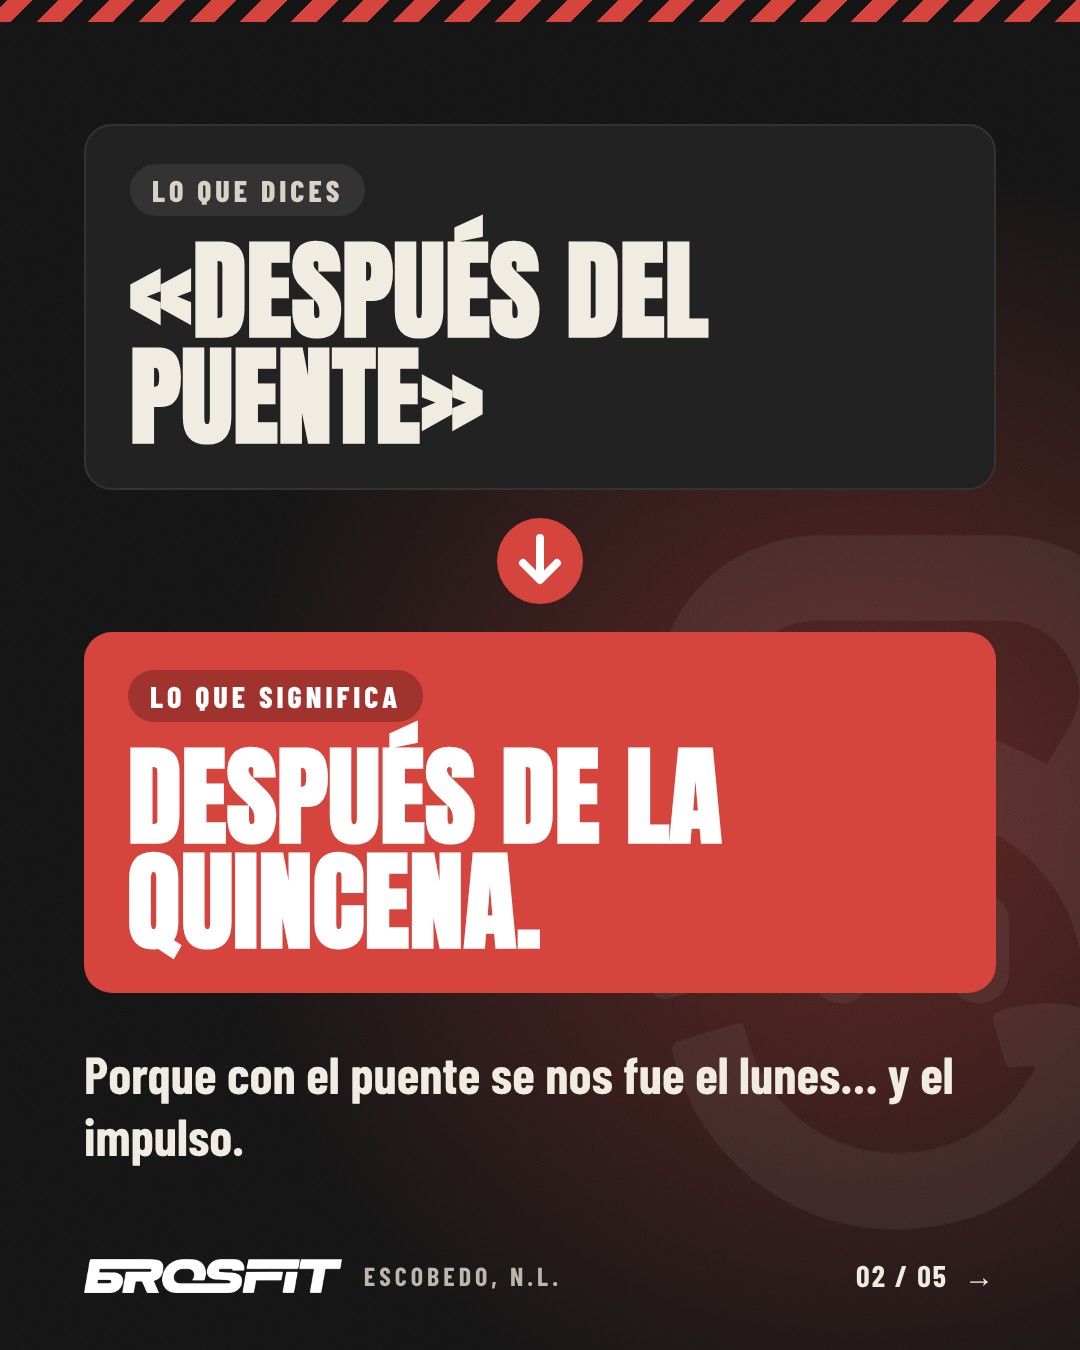 LO QUE DICES
«DESPUÉS DEL
PUENTE»
LO QUE SIGNIFICA
DESPUÉS DE LA
QUINCENA.
Porque con el puente se nos fue el lunes... y el
impulso.
BROSFIT ESCOBEDO, N.L. 02 / 05 →